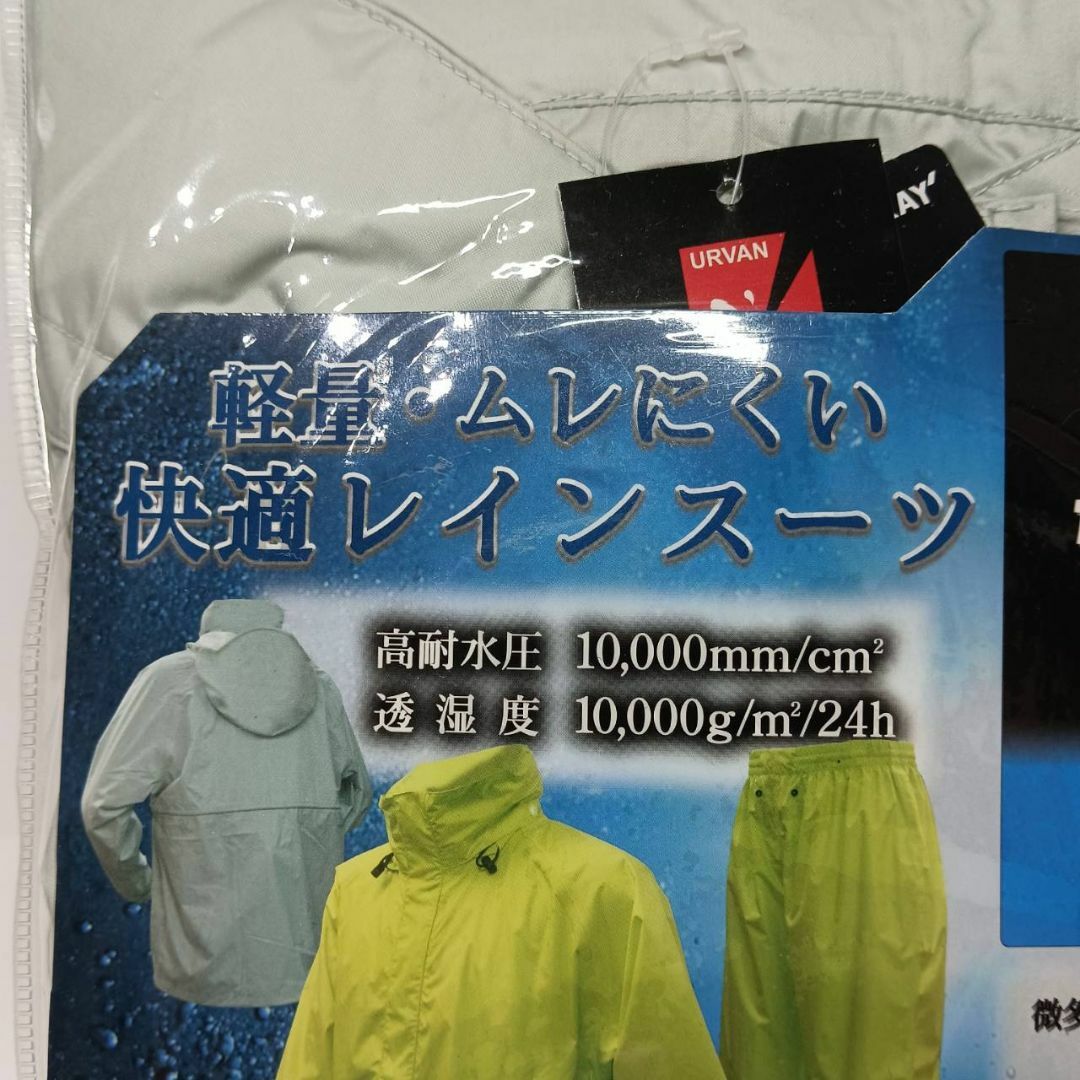 URVAN
軽量・ムレにくい
快適レインスーツ
高耐水圧 10,000mm/cm²
透湿度 10,000g/m²/24h